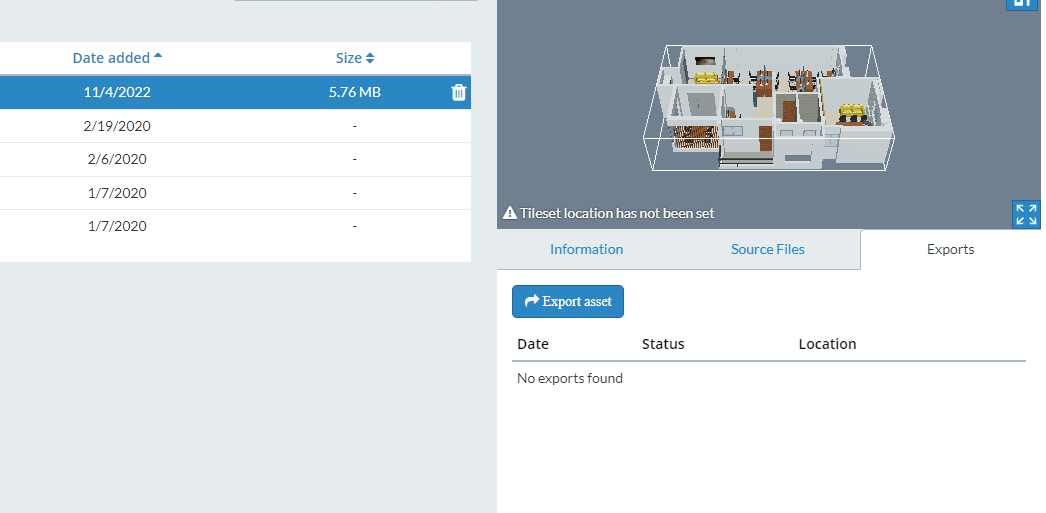 Date added Size
11/4/2022 5.76 MB
2/19/2020 -
2/6/2020 -
1/7/2020 -
1/7/2020 -
Tileset location has not been set
Information Source Files Exports
Export asset
Date Status Location
No exports found